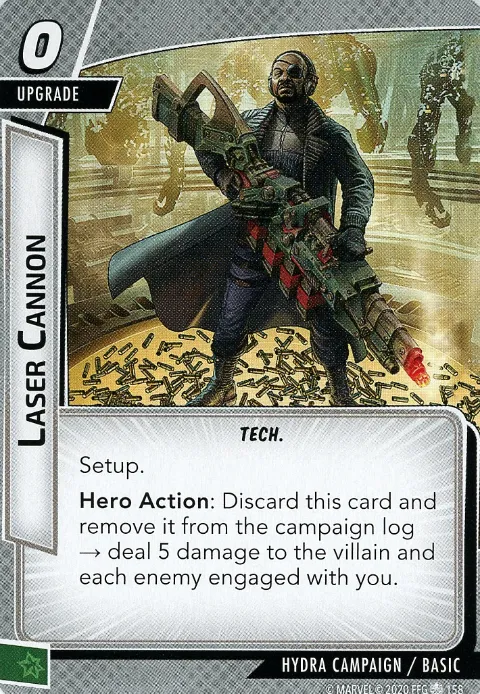 0
UPGRADE
LASER CANNON
TECH.
Setup.
Hero Action: Discard this card and
remove it from the campaign log
→ deal 5 damage to the villain and
each enemy engaged with you.
HYDRA CAMPAIGN / BASIC
© MARVEL © 2020 FFG 158